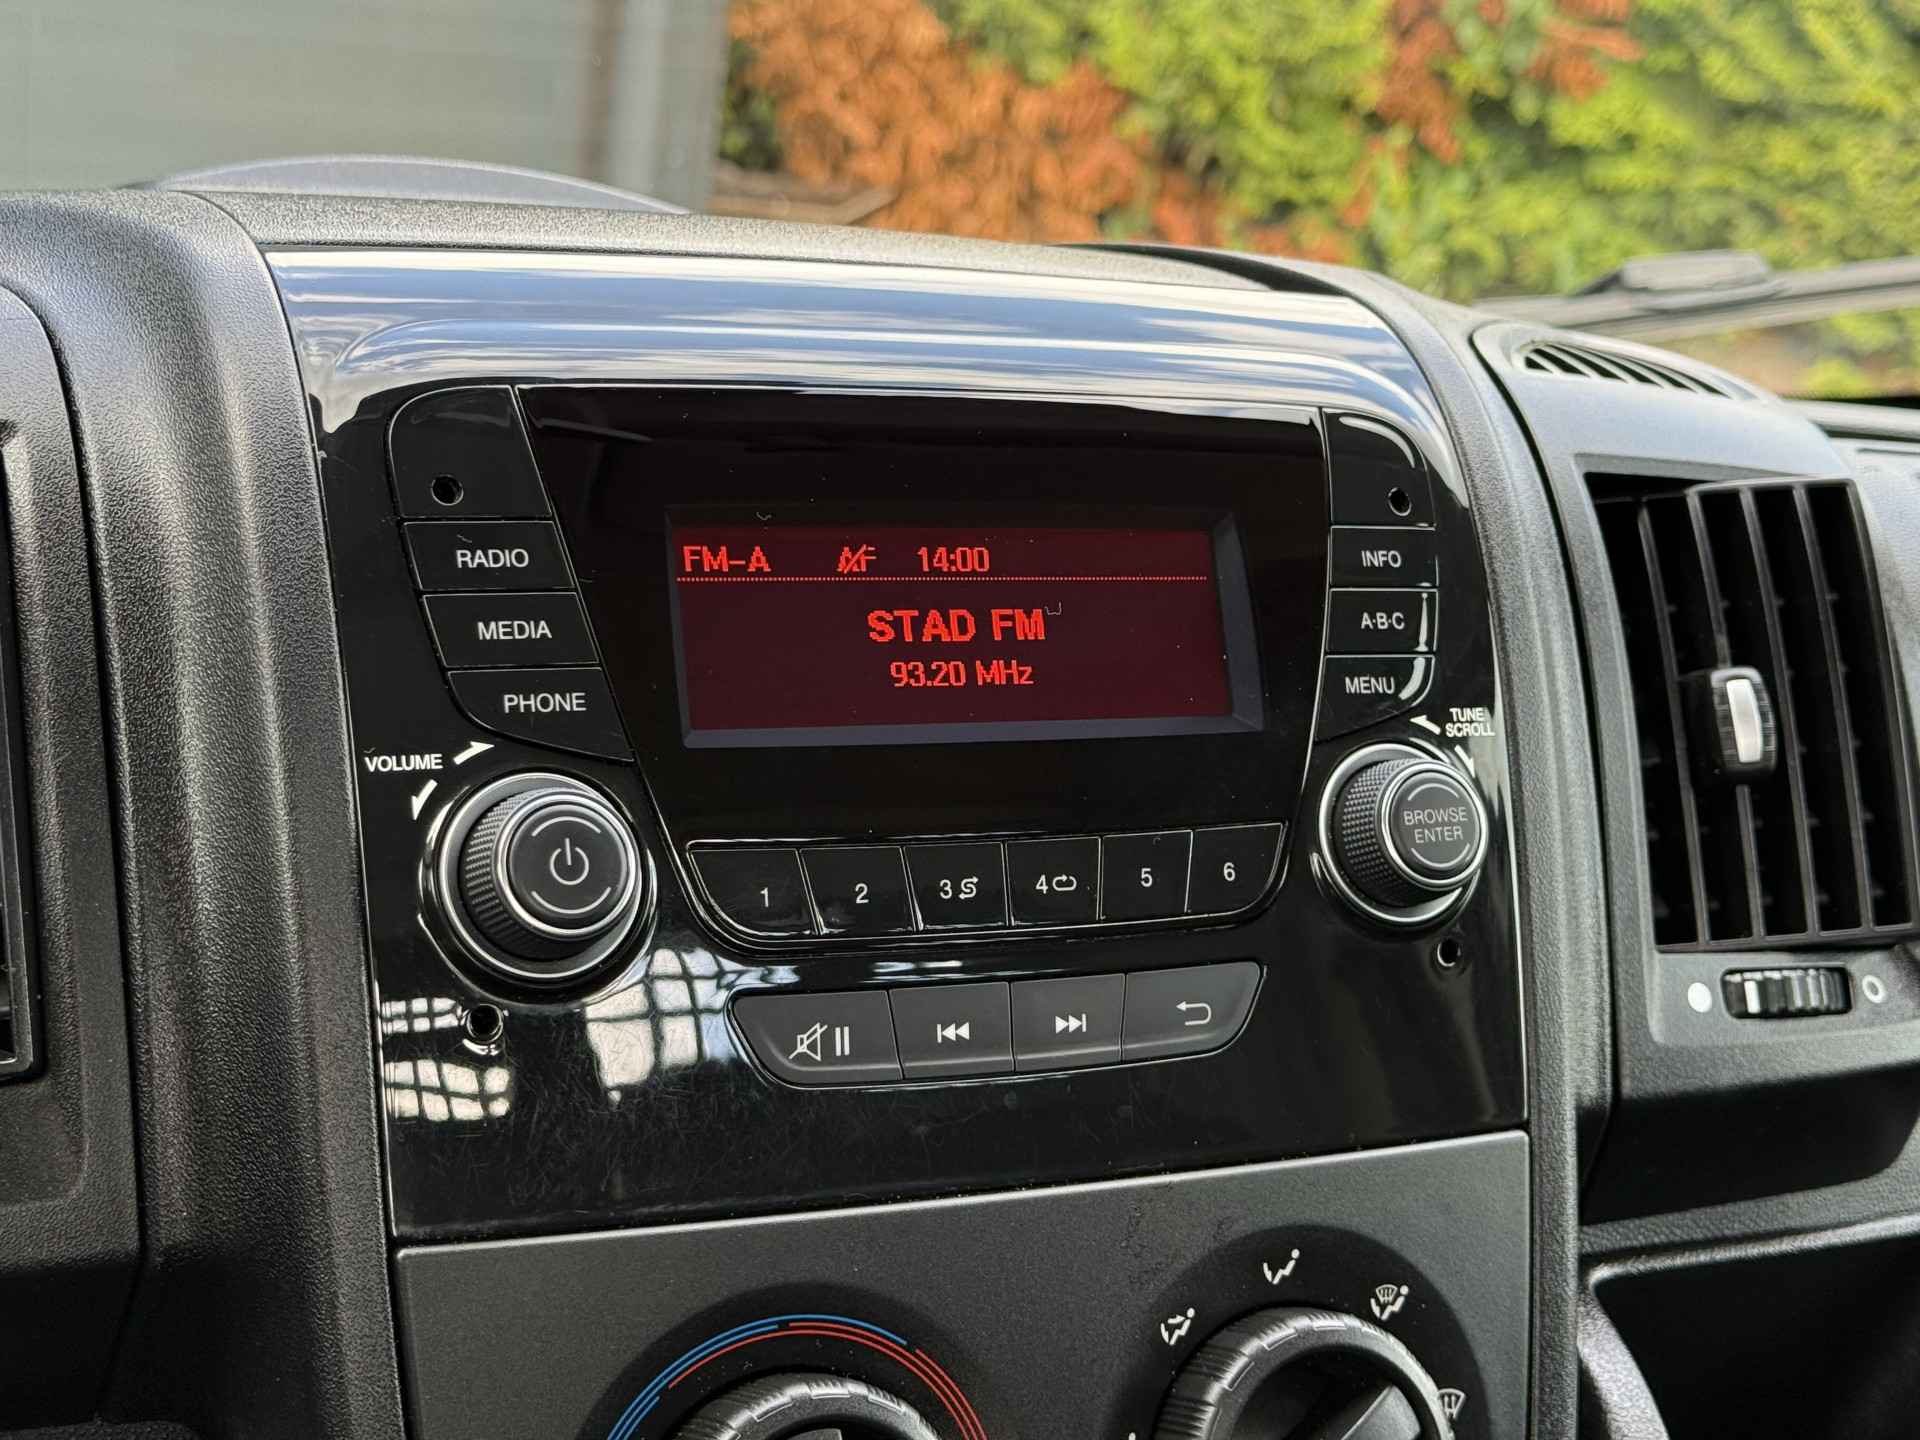 FM-A AF 14:00
STAD FM
93.20 MHz
RADIO
MEDIA
PHONE
INFO
A·B·C
MENU
VOLUME
TUNE
SCROLL
BROWSE
ENTER
1 2 3 4 5 6